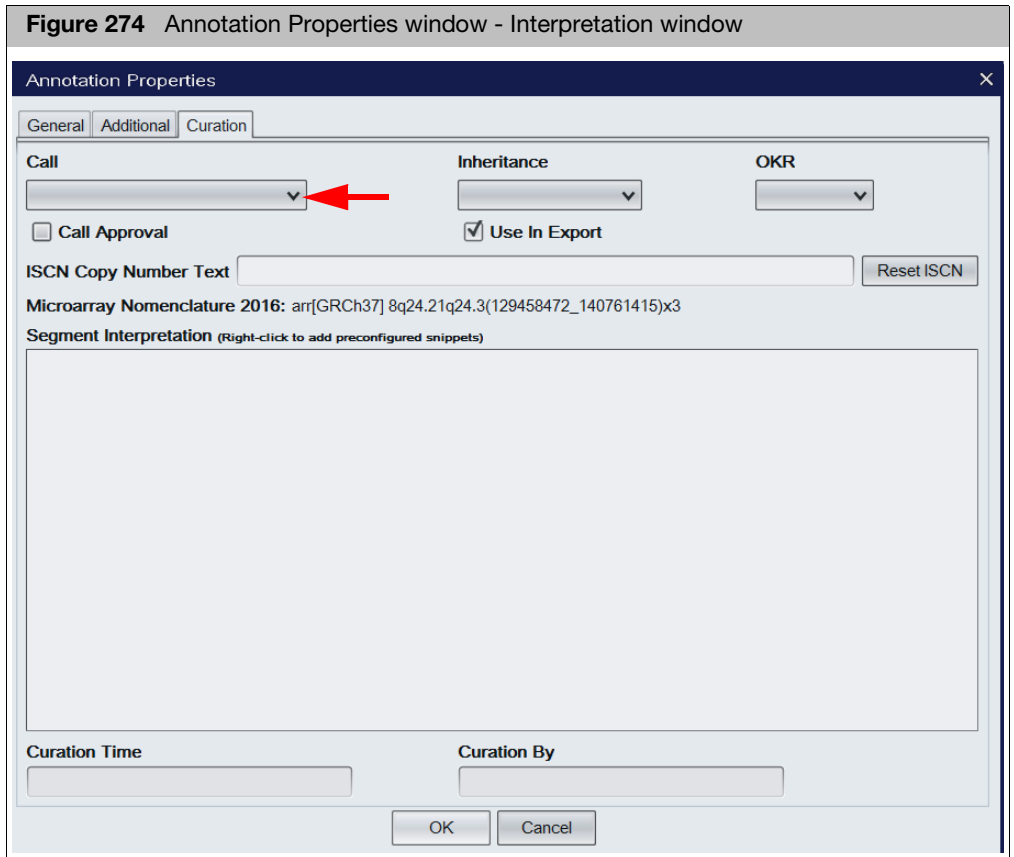 Figure 274 Annotation Properties window - Interpretation window
Annotation Properties
General Additional Curation
Call Inheritance OKR
Call Approval Use In Export
ISCN Copy Number Text Reset ISCN
Microarray Nomenclature 2016: arr[GRCh37] 8q24.21q24.3(129458472_140761415)x3
Segment Interpretation (Right-click to add preconfigured snippets)
Curation Time Curation By
OK Cancel